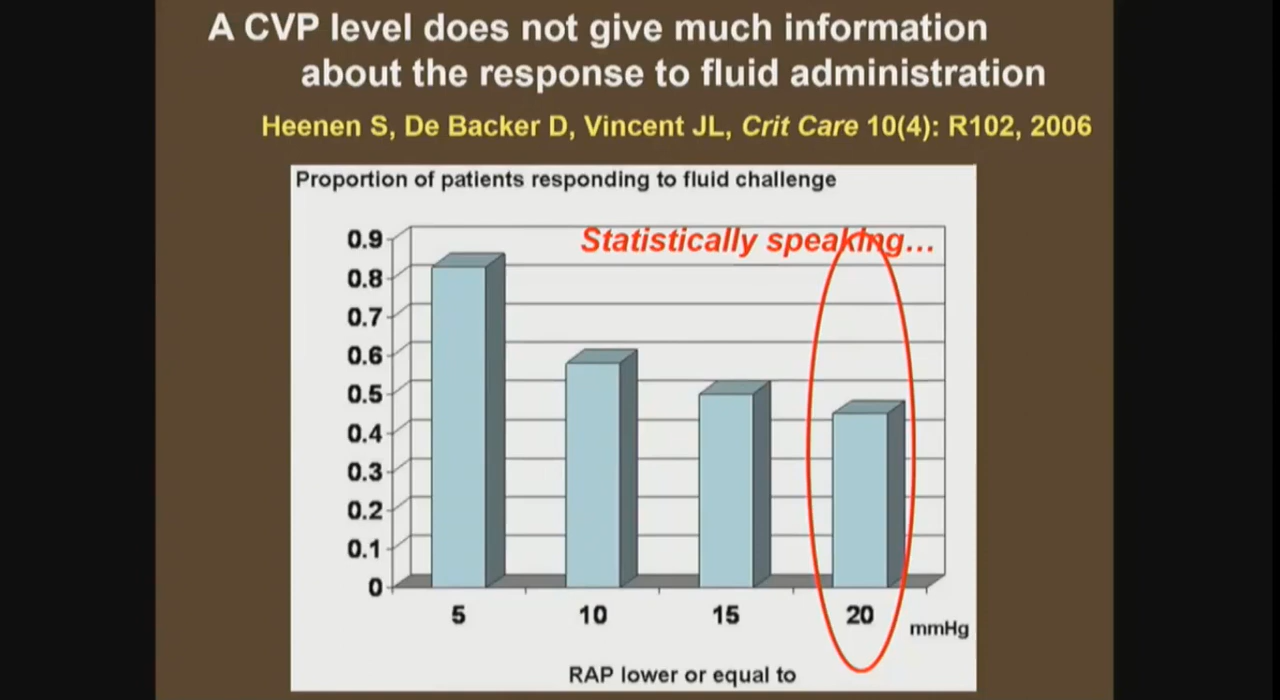 A CVP level does not give much information
about the response to fluid administration
Heenen S, De Backer D, Vincent JL, Crit Care 10(4): R102, 2006
Proportion of patients responding to fluid challenge
Statistically speaking...
0.9
0.8
0.7
0.6
0.5
0.4
0.3
0.2
0.1
0
5 10 15 20 mmHg
RAP lower or equal to